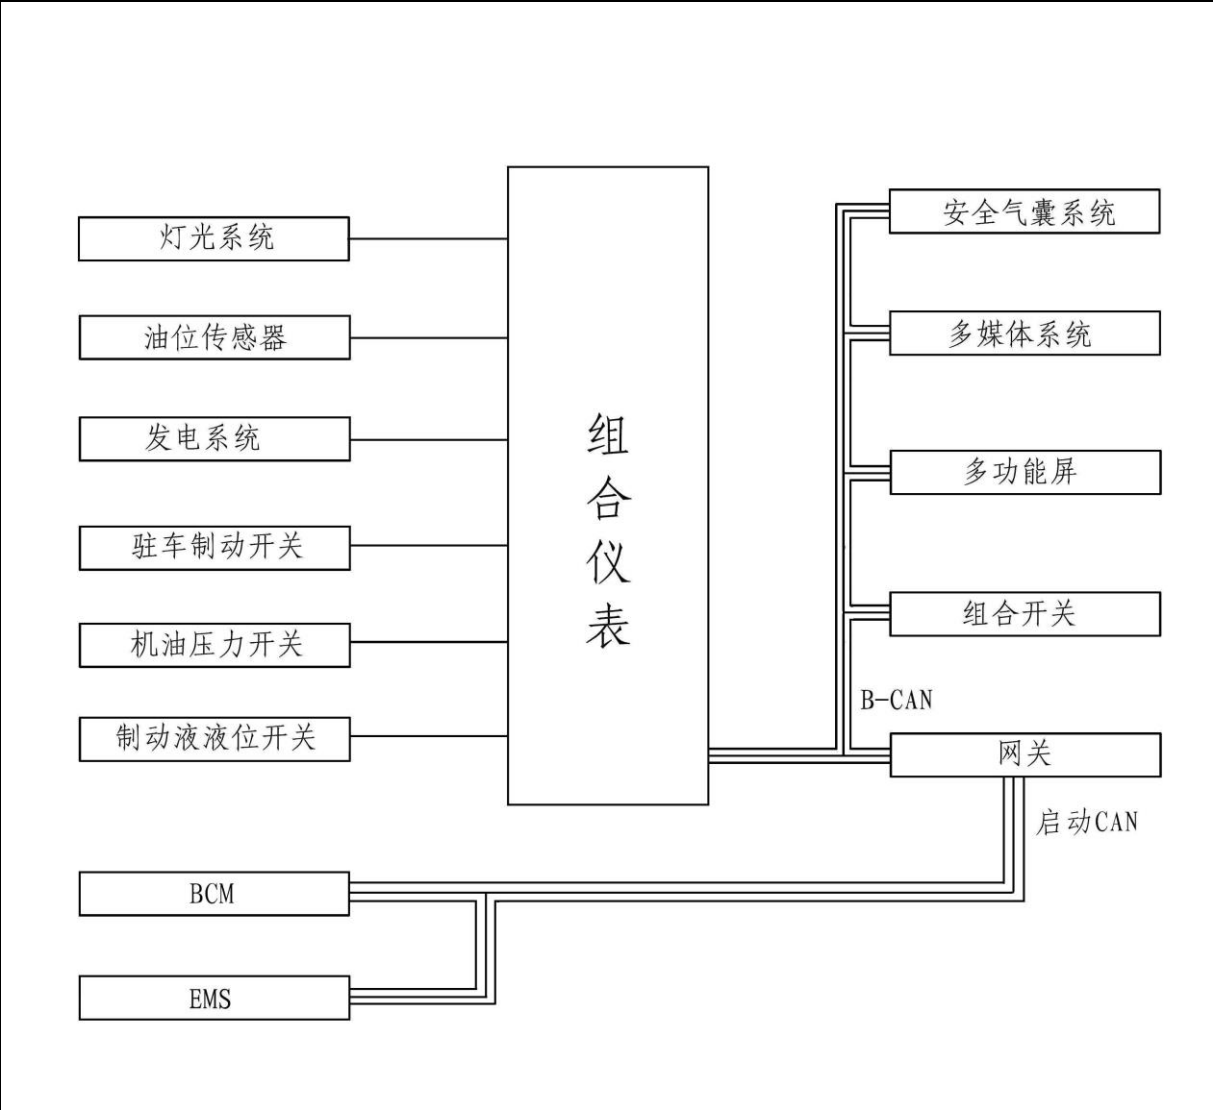 灯光系统
油位传感器
发电系统
驻车制动开关
机油压力开关
制动液液位开关
BCM
EMS
组合仪表
安全气囊系统
多媒体系统
多功能屏
组合开关
B-CAN
网关
启动CAN